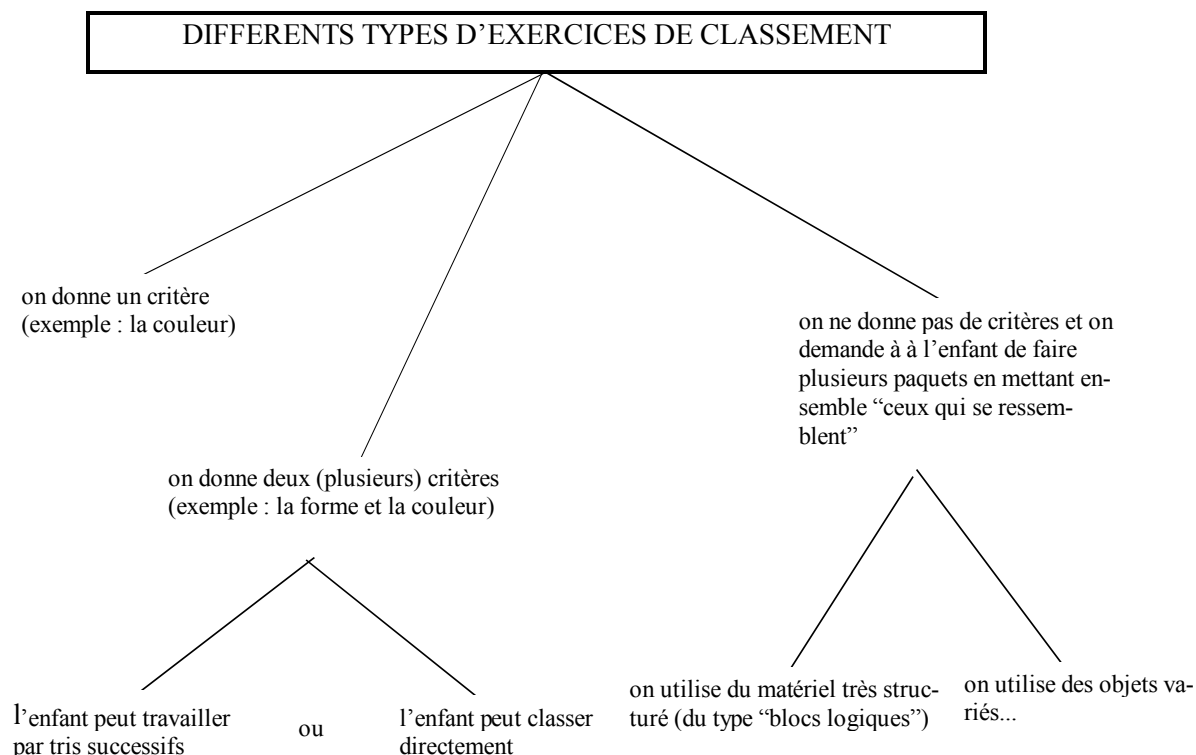 DIFFERENTS TYPES D’EXERCICES DE CLASSEMENT
on donne un critère
(exemple : la couleur)
on ne donne pas de critères et on
demande à à l’enfant de faire
plusieurs paquets en mettant en-
semble “ceux qui se ressem-
blent”
on donne deux (plusieurs) critères
(exemple : la forme et la couleur)
l’enfant peut travailler
par tris successifs
ou
l’enfant peut classer
directement
on utilise du matériel très struc-
turé (du type “blocs logiques”)
on utilise des objets va-
riés...